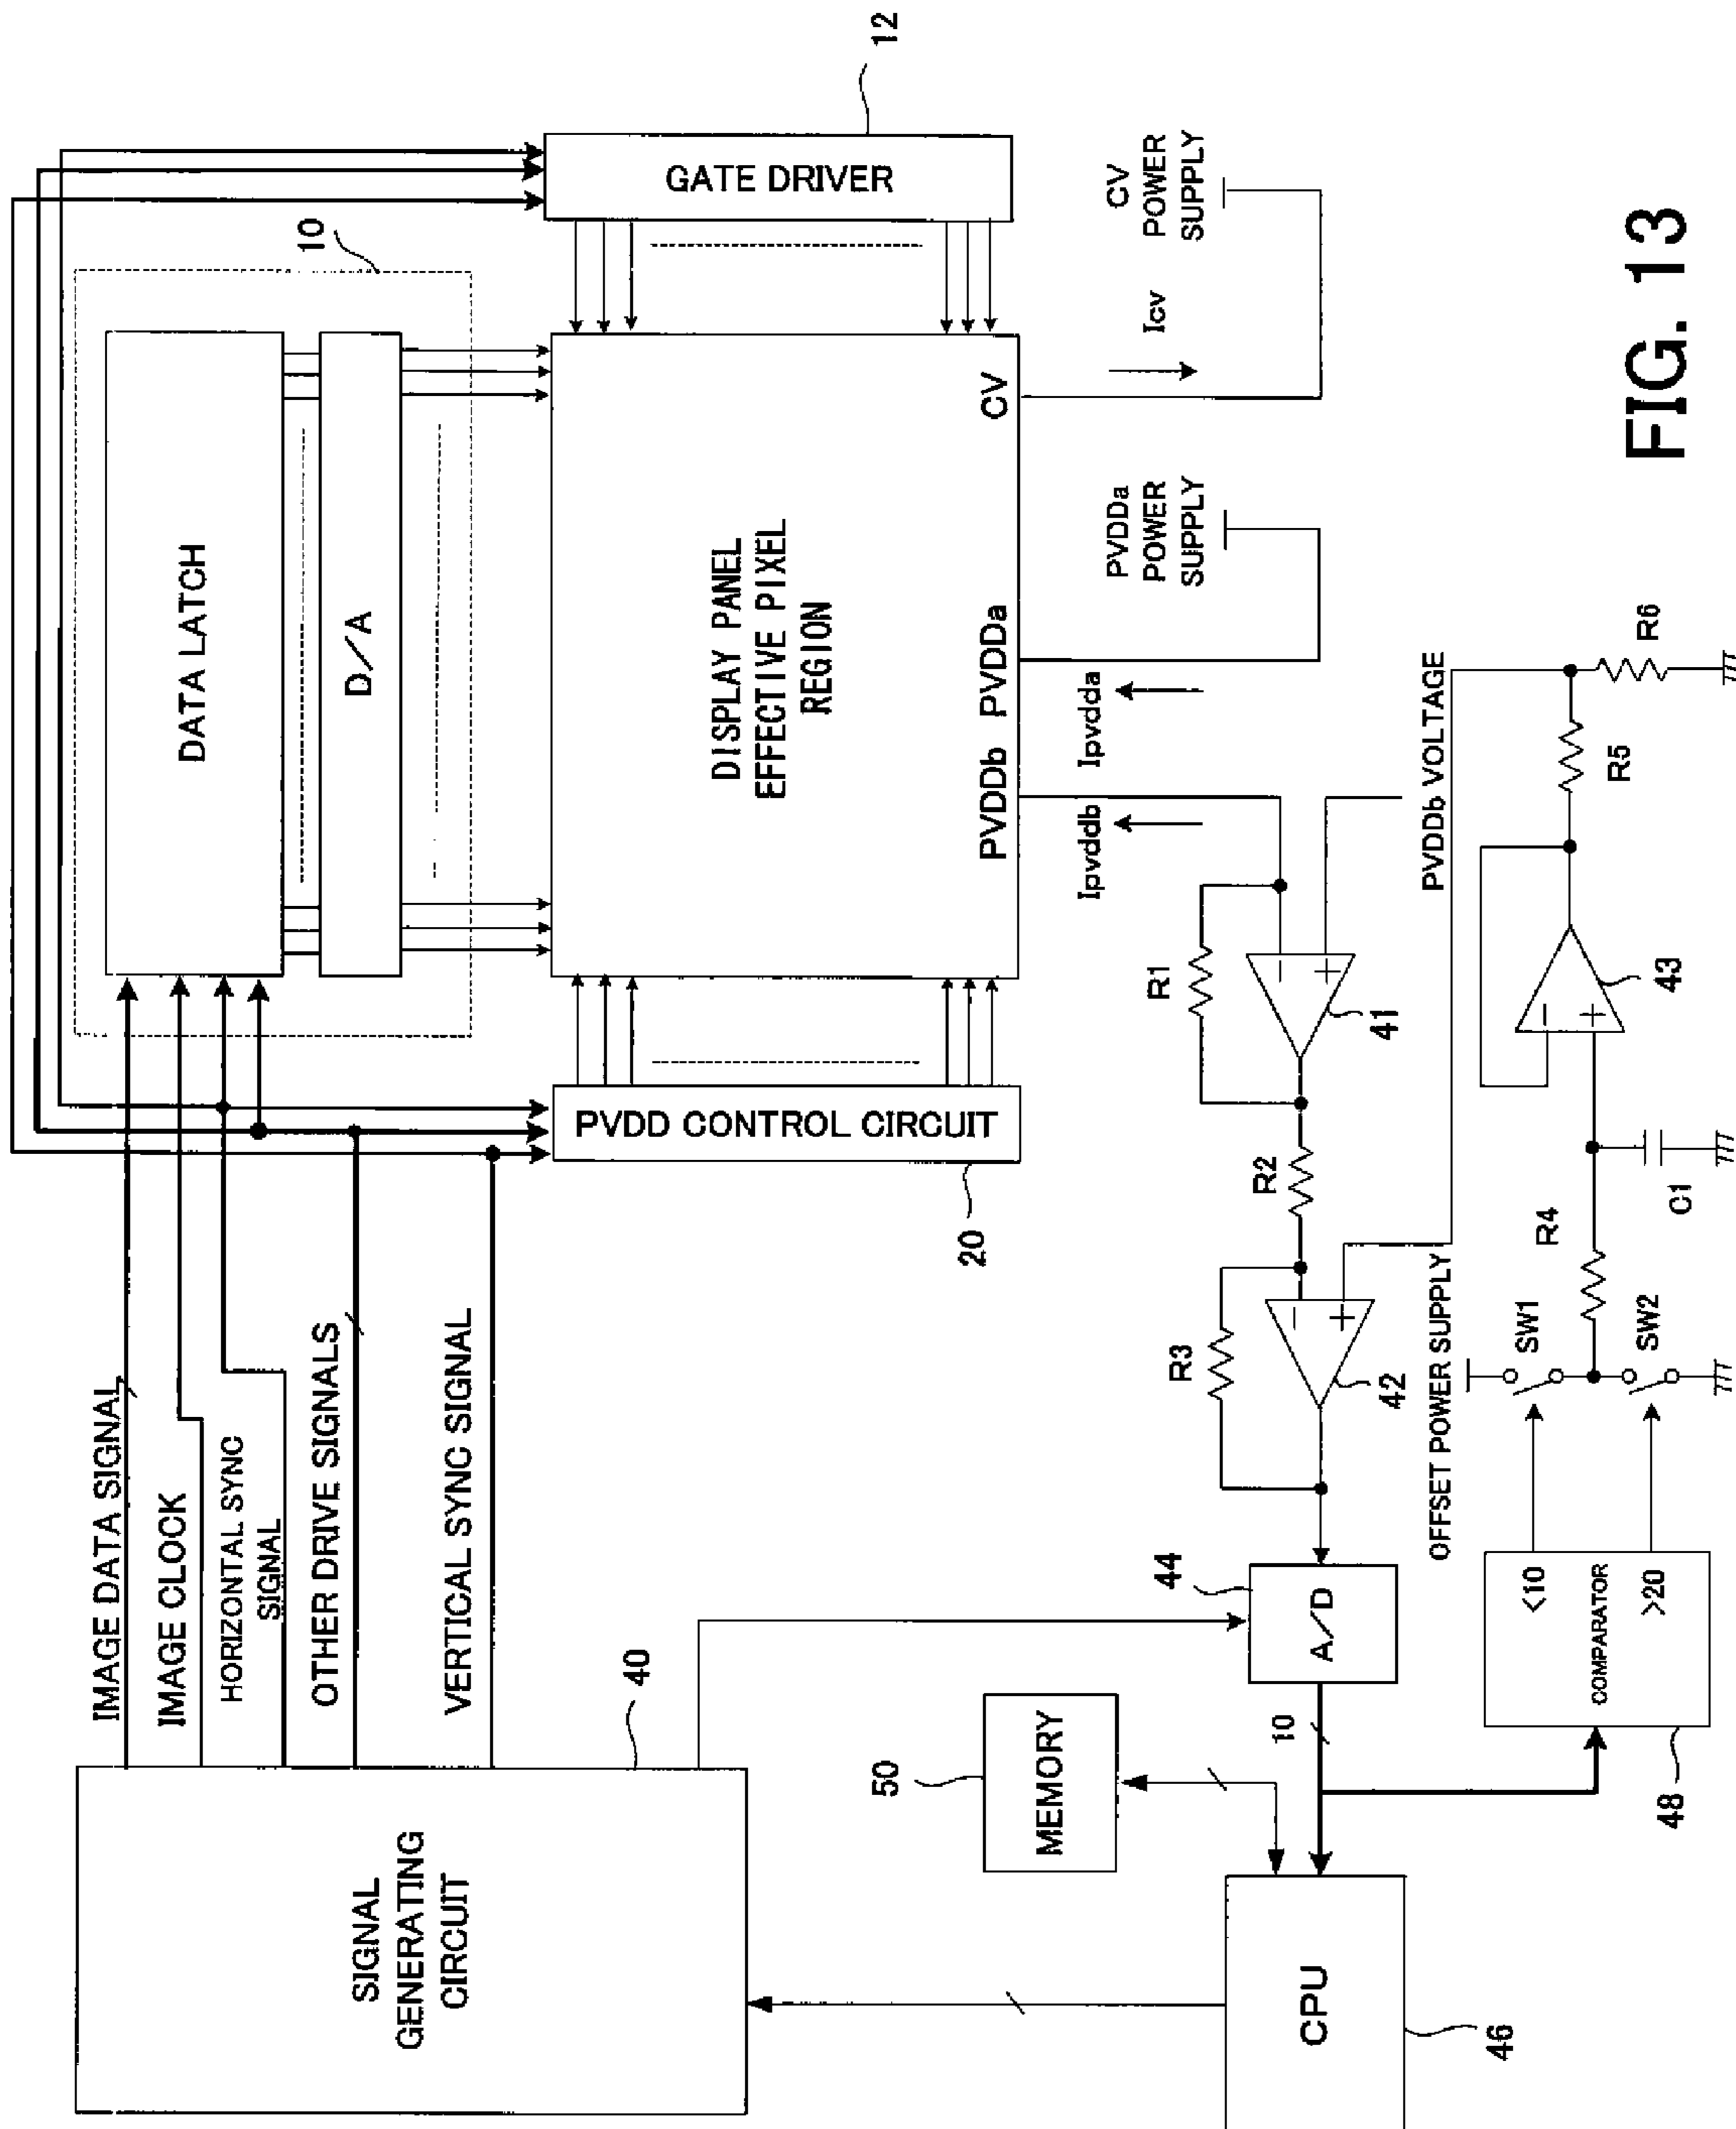 IMAGE DATA SIGNAL
IMAGE CLOCK
HORIZONTAL SYNC
SIGNAL
OTHER DRIVE SIGNALS
VERTICAL SYNC SIGNAL
SIGNAL
GENERATING
CIRCUIT
40
DATA LATCH
D/A
10
GATE DRIVER
12
PVDD CONTROL CIRCUIT
20
DISPLAY PANEL
EFFECTIVE PIXEL
REGION
PVDDb
PVDDa
CV
Ipvddb
Ipvdda
Icv
PVDDa
POWER
SUPPLY
CV
POWER
SUPPLY
R1
−
+
41
R2
R3
−
+
42
PVDDb VOLTAGE
A/D
44
10
MEMORY
50
CPU
46
COMPARATOR
<10
>20
48
OFFSET POWER SUPPLY
SW1
SW2
R4
C1
−
+
43
R5
R6
FIG. 13